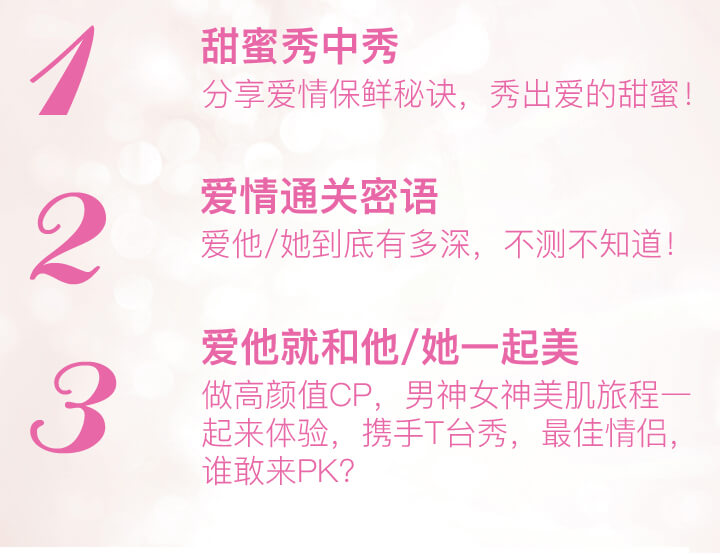 1
甜蜜秀中秀
分享爱情保鲜秘诀，秀出爱的甜蜜！
2
爱情通关密语
爱他/她到底有多深，不测不知道！
3
爱他就和他/她一起美
做高颜值CP，男神女神美肌旅程一
起来体验，携手T台秀，最佳情侣，
谁敢来PK？